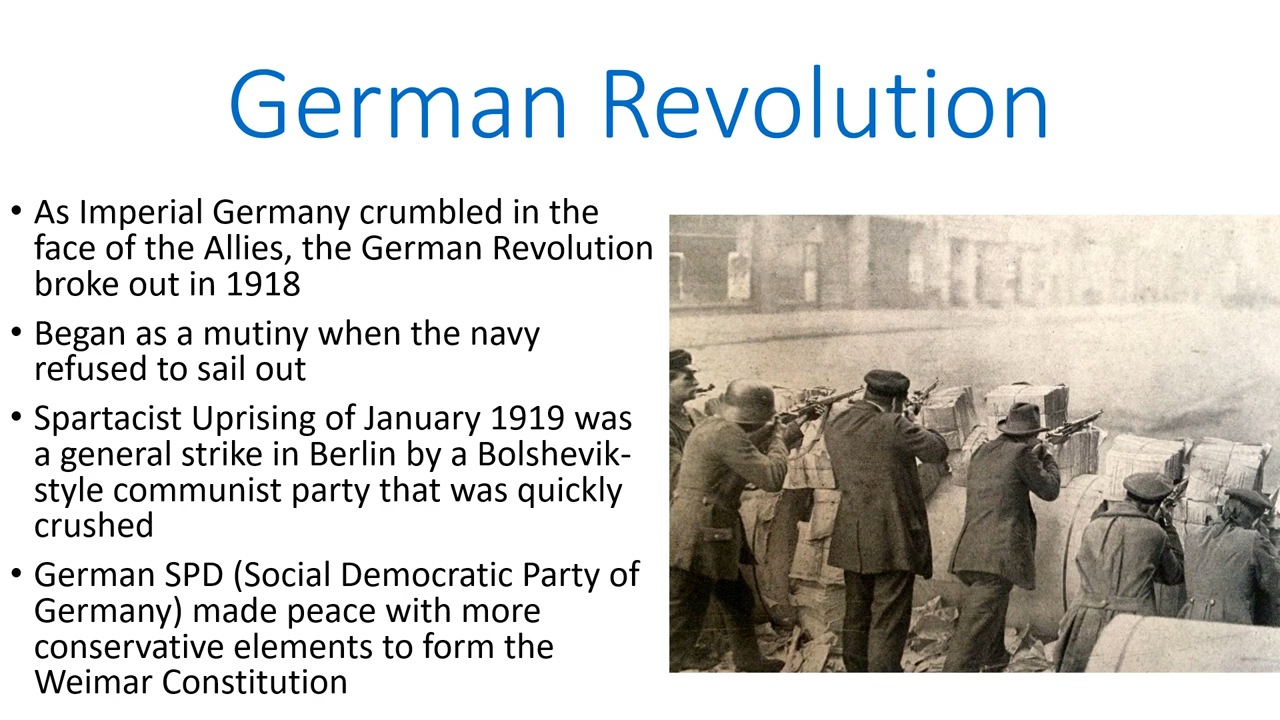 German Revolution
• As Imperial Germany crumbled in the
face of the Allies, the German Revolution
broke out in 1918
• Began as a mutiny when the navy
refused to sail out
• Spartacist Uprising of January 1919 was
a general strike in Berlin by a Bolshevik-
style communist party that was quickly
crushed
• German SPD (Social Democratic Party of
Germany) made peace with more
conservative elements to form the
Weimar Constitution